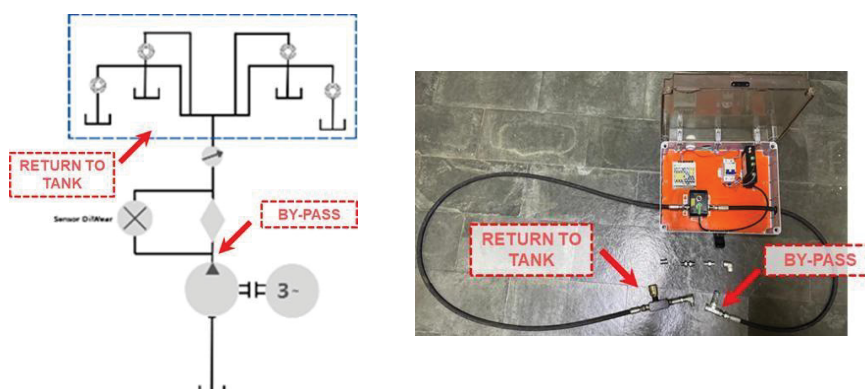 RETURN TO
TANK
Sensor OilWear
BY-PASS
3~
RETURN TO
TANK
BY-PASS